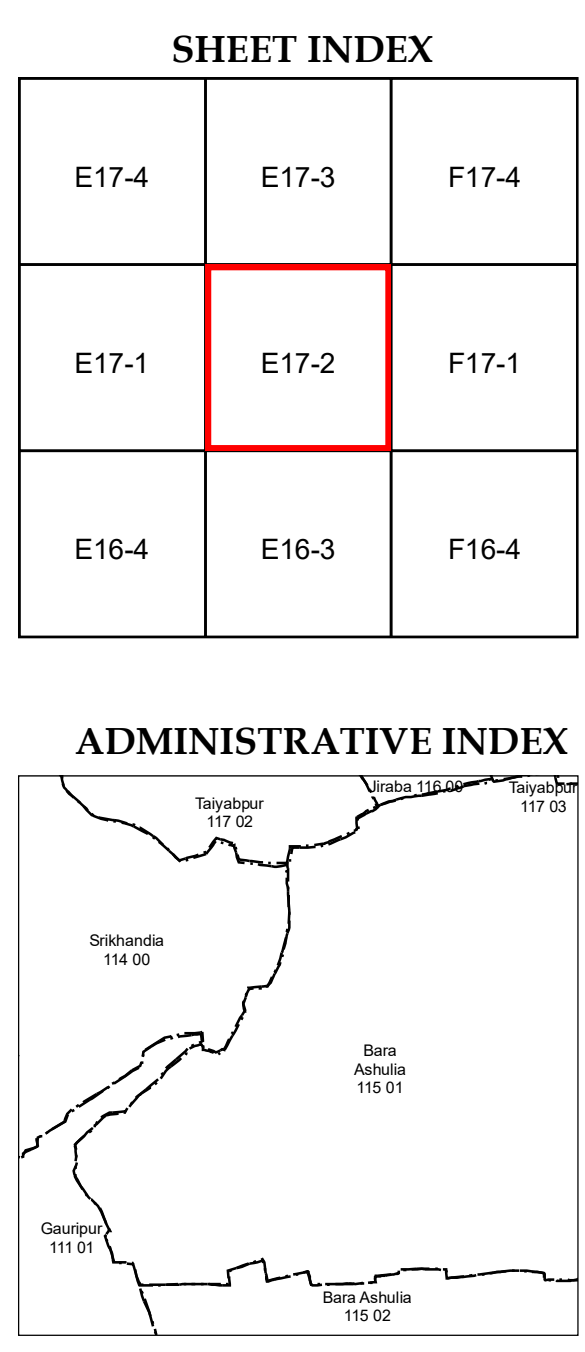 SHEET INDEX
E17-4
E17-3
F17-4
E17-1
E17-2
F17-1
E16-4
E16-3
F16-4
ADMINISTRATIVE INDEX
Jiraba 116 00
Taiyabpur
117 03
Taiyabpur
117 02
Srikhandia
114 00
Bara
Ashulia
115 01
Gauripur
111 01
Bara Ashulia
115 02